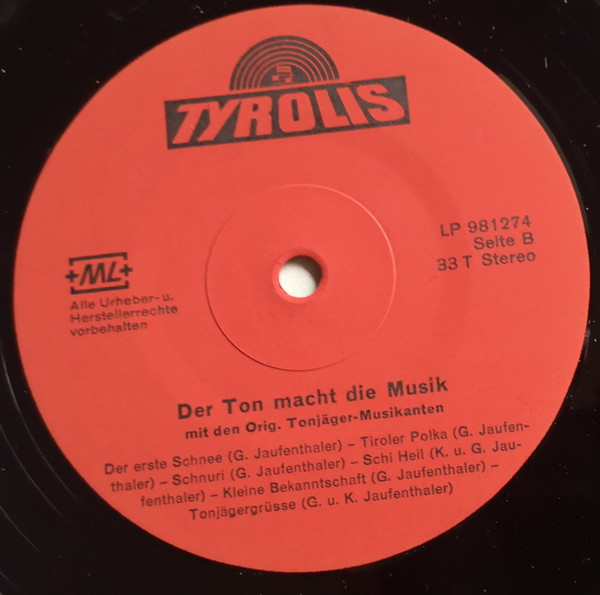 TYROLIS
LP 981274
Seite B
33 T Stereo
+ML+
Alle Urheber- u.
Herstellerrechte
vorbehalten
Der Ton macht die Musik
mit den Orig. Tonjäger-Musikanten
Der erste Schnee (G. Jaufenthaler) – Tiroler Polka (G. Jaufen-
thaler) – Schnuri (G. Jaufenthaler) – Schi Heil (K. u. G. Jau-
fenthaler) – Kleine Bekanntschaft (G. Jaufenthaler) –
Tonjägergrüsse (G. u. K. Jaufenthaler)